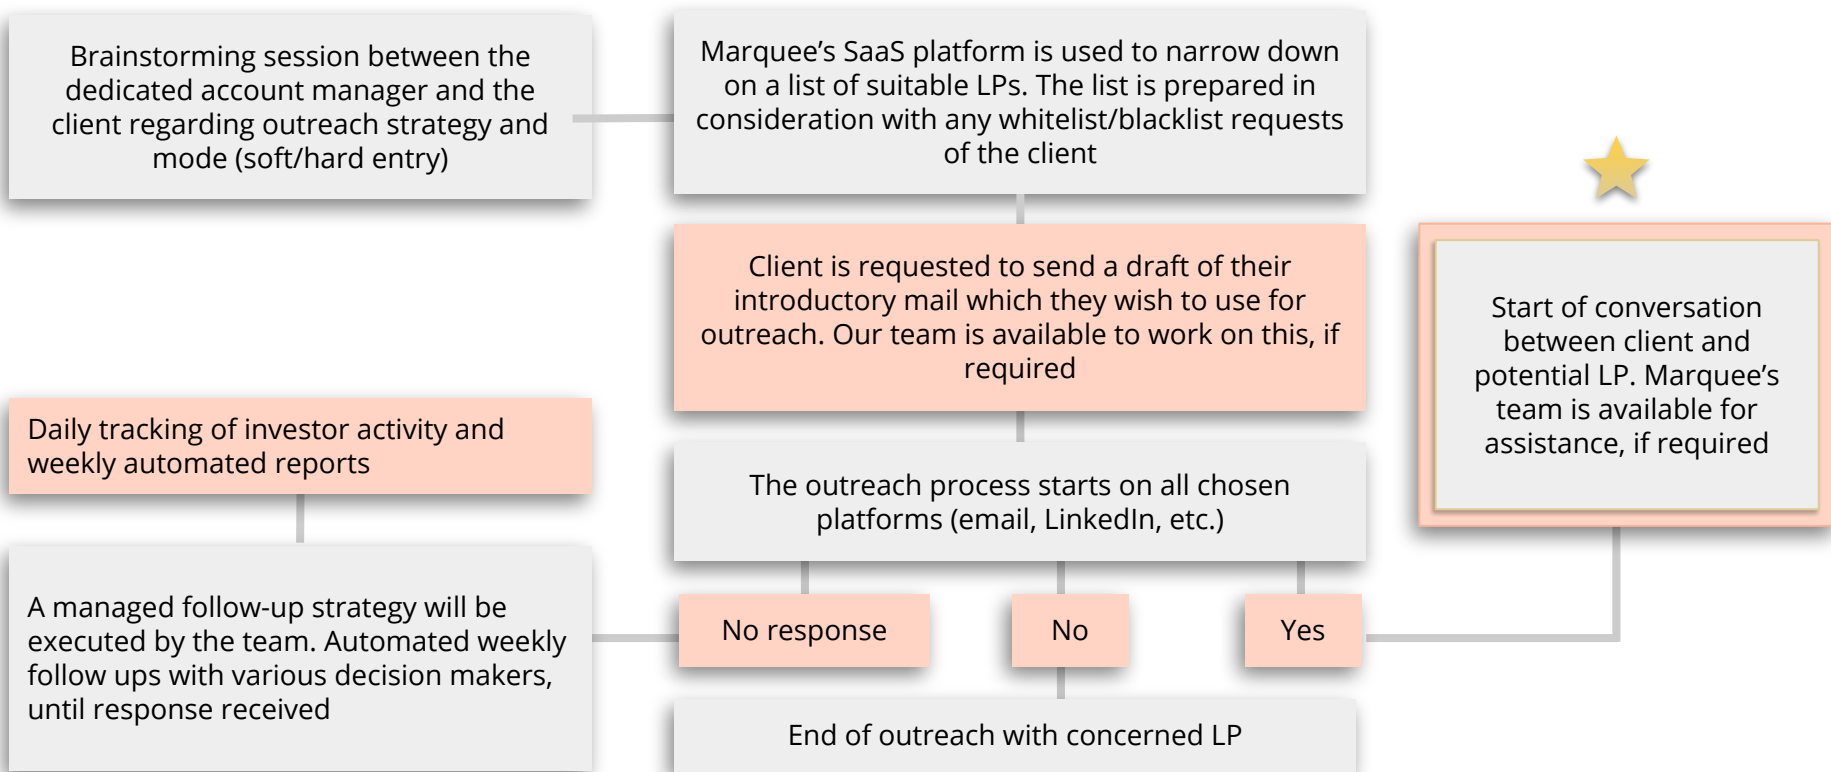 Brainstorming session between the
dedicated account manager and the
client regarding outreach strategy and
mode (soft/hard entry)
Marquee’s SaaS platform is used to narrow down
on a list of suitable LPs. The list is prepared in
consideration with any whitelist/blacklist requests
of the client
Client is requested to send a draft of their
introductory mail which they wish to use for
outreach. Our team is available to work on this, if
required
The outreach process starts on all chosen
platforms (email, LinkedIn, etc.)
No response
No
Yes
Daily tracking of investor activity and
weekly automated reports
A managed follow-up strategy will be
executed by the team. Automated weekly
follow ups with various decision makers,
until response received
End of outreach with concerned LP
Start of conversation
between client and
potential LP. Marquee’s
team is available for
assistance, if required